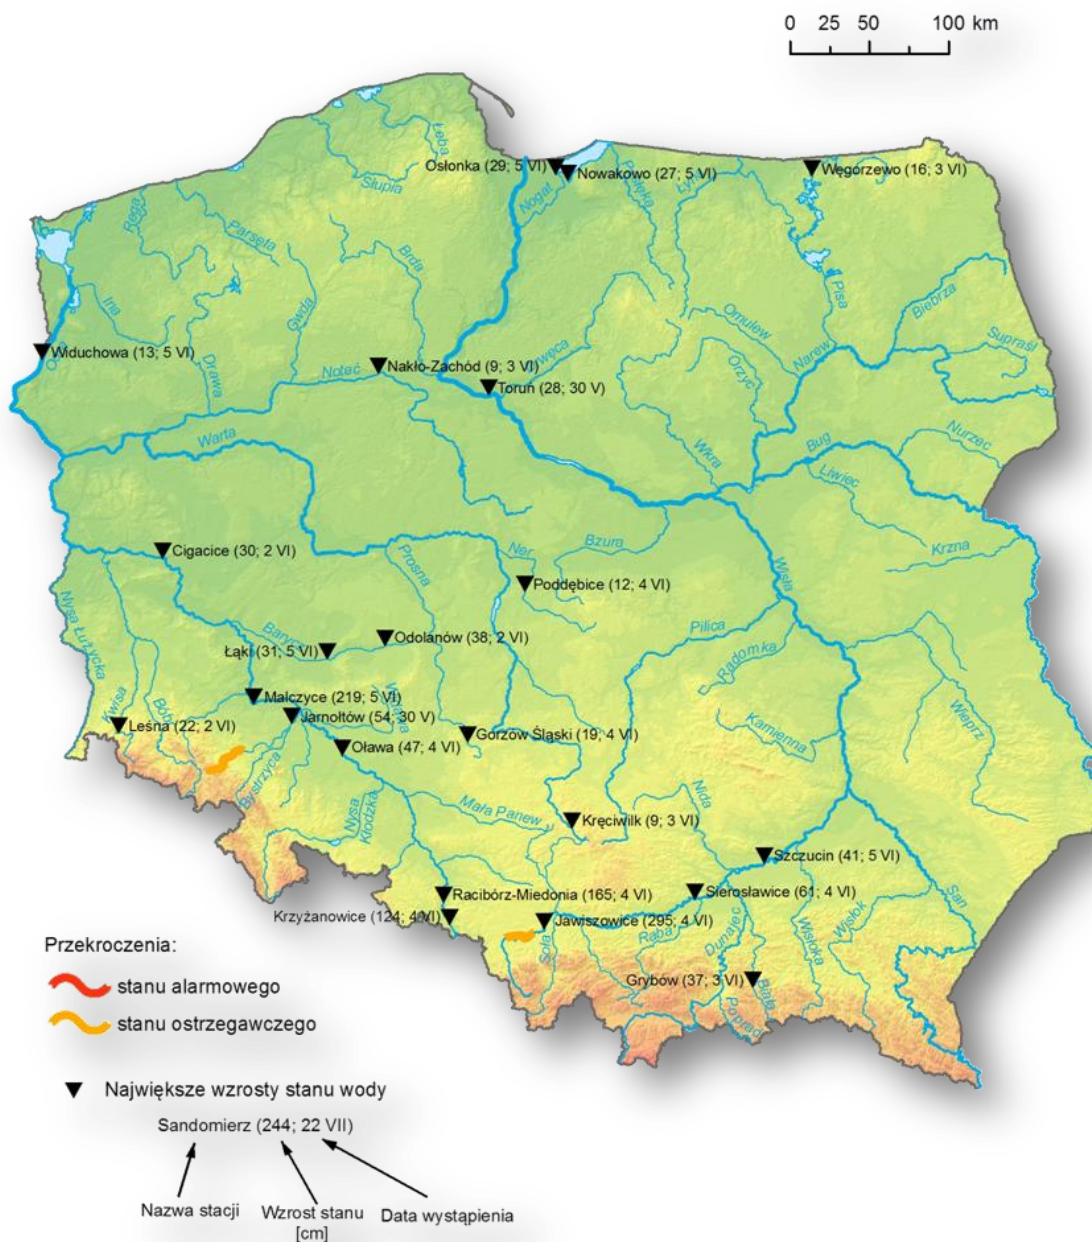 0 25 50 100 km
Łeba
Osłonka (29; 5 VI)
Nowakowo (27; 5 VI)
Węgorzewo (16; 3 VI)
Słupia
Nogat
Pasłęka
Łyna
Rega
Parsęta
Brda
Ina
Gwda
Pisa
Biebrza
Omulew
Supraśl
Widuchowa (13; 5 VI)
Drawa
Noteć
Nakło-Zachód (9; 3 VI)
Toruń (28; 30 V)
Orzyc
Narew
Warta
Wkra
Bug
Nurzec
Liwiec
Cigacice (30; 2 VI)
Prosna
Ner
Bzura
Krzna
Wisła
Poddębice (12; 4 VI)
Nysa Łużycka
Barycz
Odolanów (38; 2 VI)
Łąki (31; 5 VI)
Pilica
Radomka
Malczyce (219; 5 VI)
Kwisa
Bóbr
Widawa
Jarnołtów (54; 30 V)
Leśna (22; 2 VI)
Gorzów Śląski (19; 4 VI)
Kamienna
Wieprz
Oława (47; 4 VI)
Bystrzyca
Nysa
Kłodzka
Mała Panew
Nida
Kręciwilk (9; 3 VI)
Szczucin (41; 5 VI)
Racibórz-Miedonia (165; 4 VI)
Sierosławice (61; 4 VI)
San
Krzyżanowice (124; 4 VI)
Jawiszowice (295; 4 VI)
Soła
Raba
Dunajec
Wisłoka
Wisłok
Grybów (37; 3 VI)
Biała
Poprad
Przekroczenia:
stanu alarmowego
stanu ostrzegawczego
Największe wzrosty stanu wody
Sandomierz (244; 22 VII)
Nazwa stacji
Wzrost stanu
[cm]
Data wystąpienia